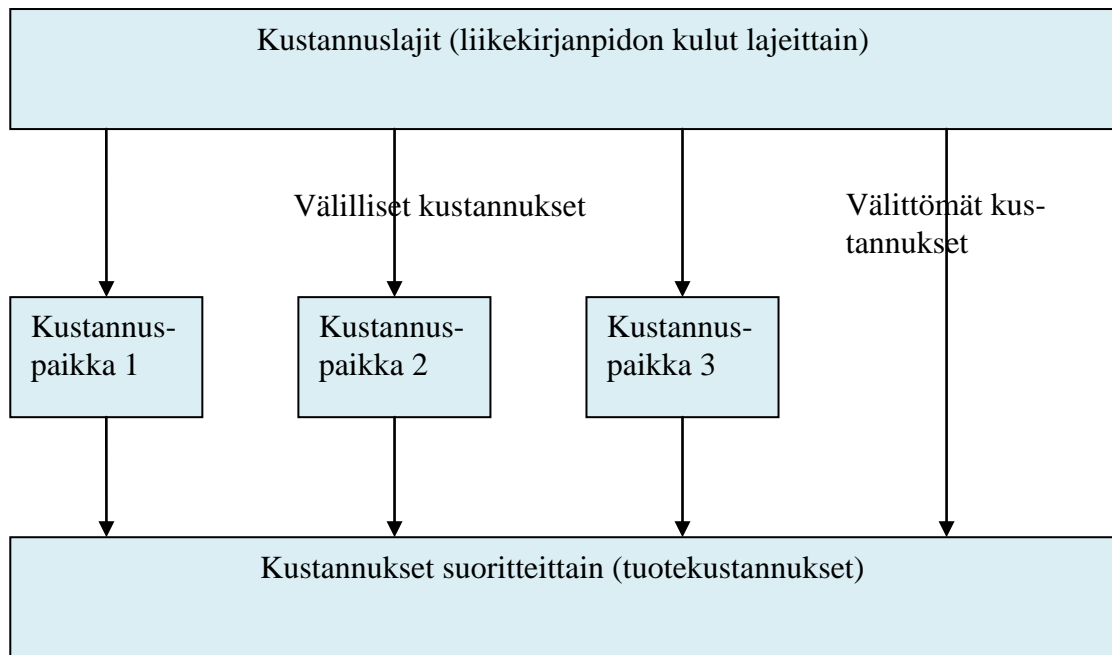 Kustannuslajit (liikekirjanpidon kulut lajeittain)
Välilliset kustannukset
Välittömät kus-
tannukset
Kustannus-
paikka 1
Kustannus-
paikka 2
Kustannus-
paikka 3
Kustannukset suoritteittain (tuotekustannukset)